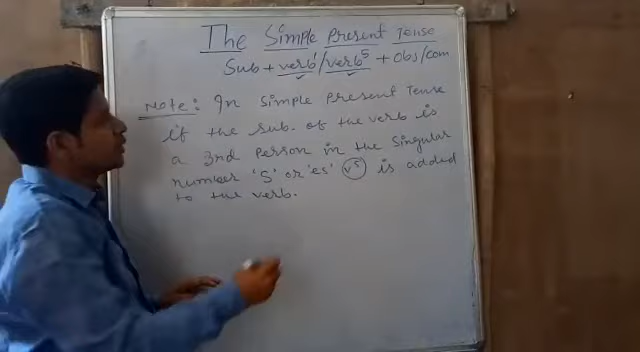 The Simple Present Tense
Sub + verb¹/verb⁵ + Obj/com
Note: In simple Present Tense
if the sub. of the verb is
a 3rd Person in the singular
number 'S' or 'es' (v⁵) is added
to the verb.